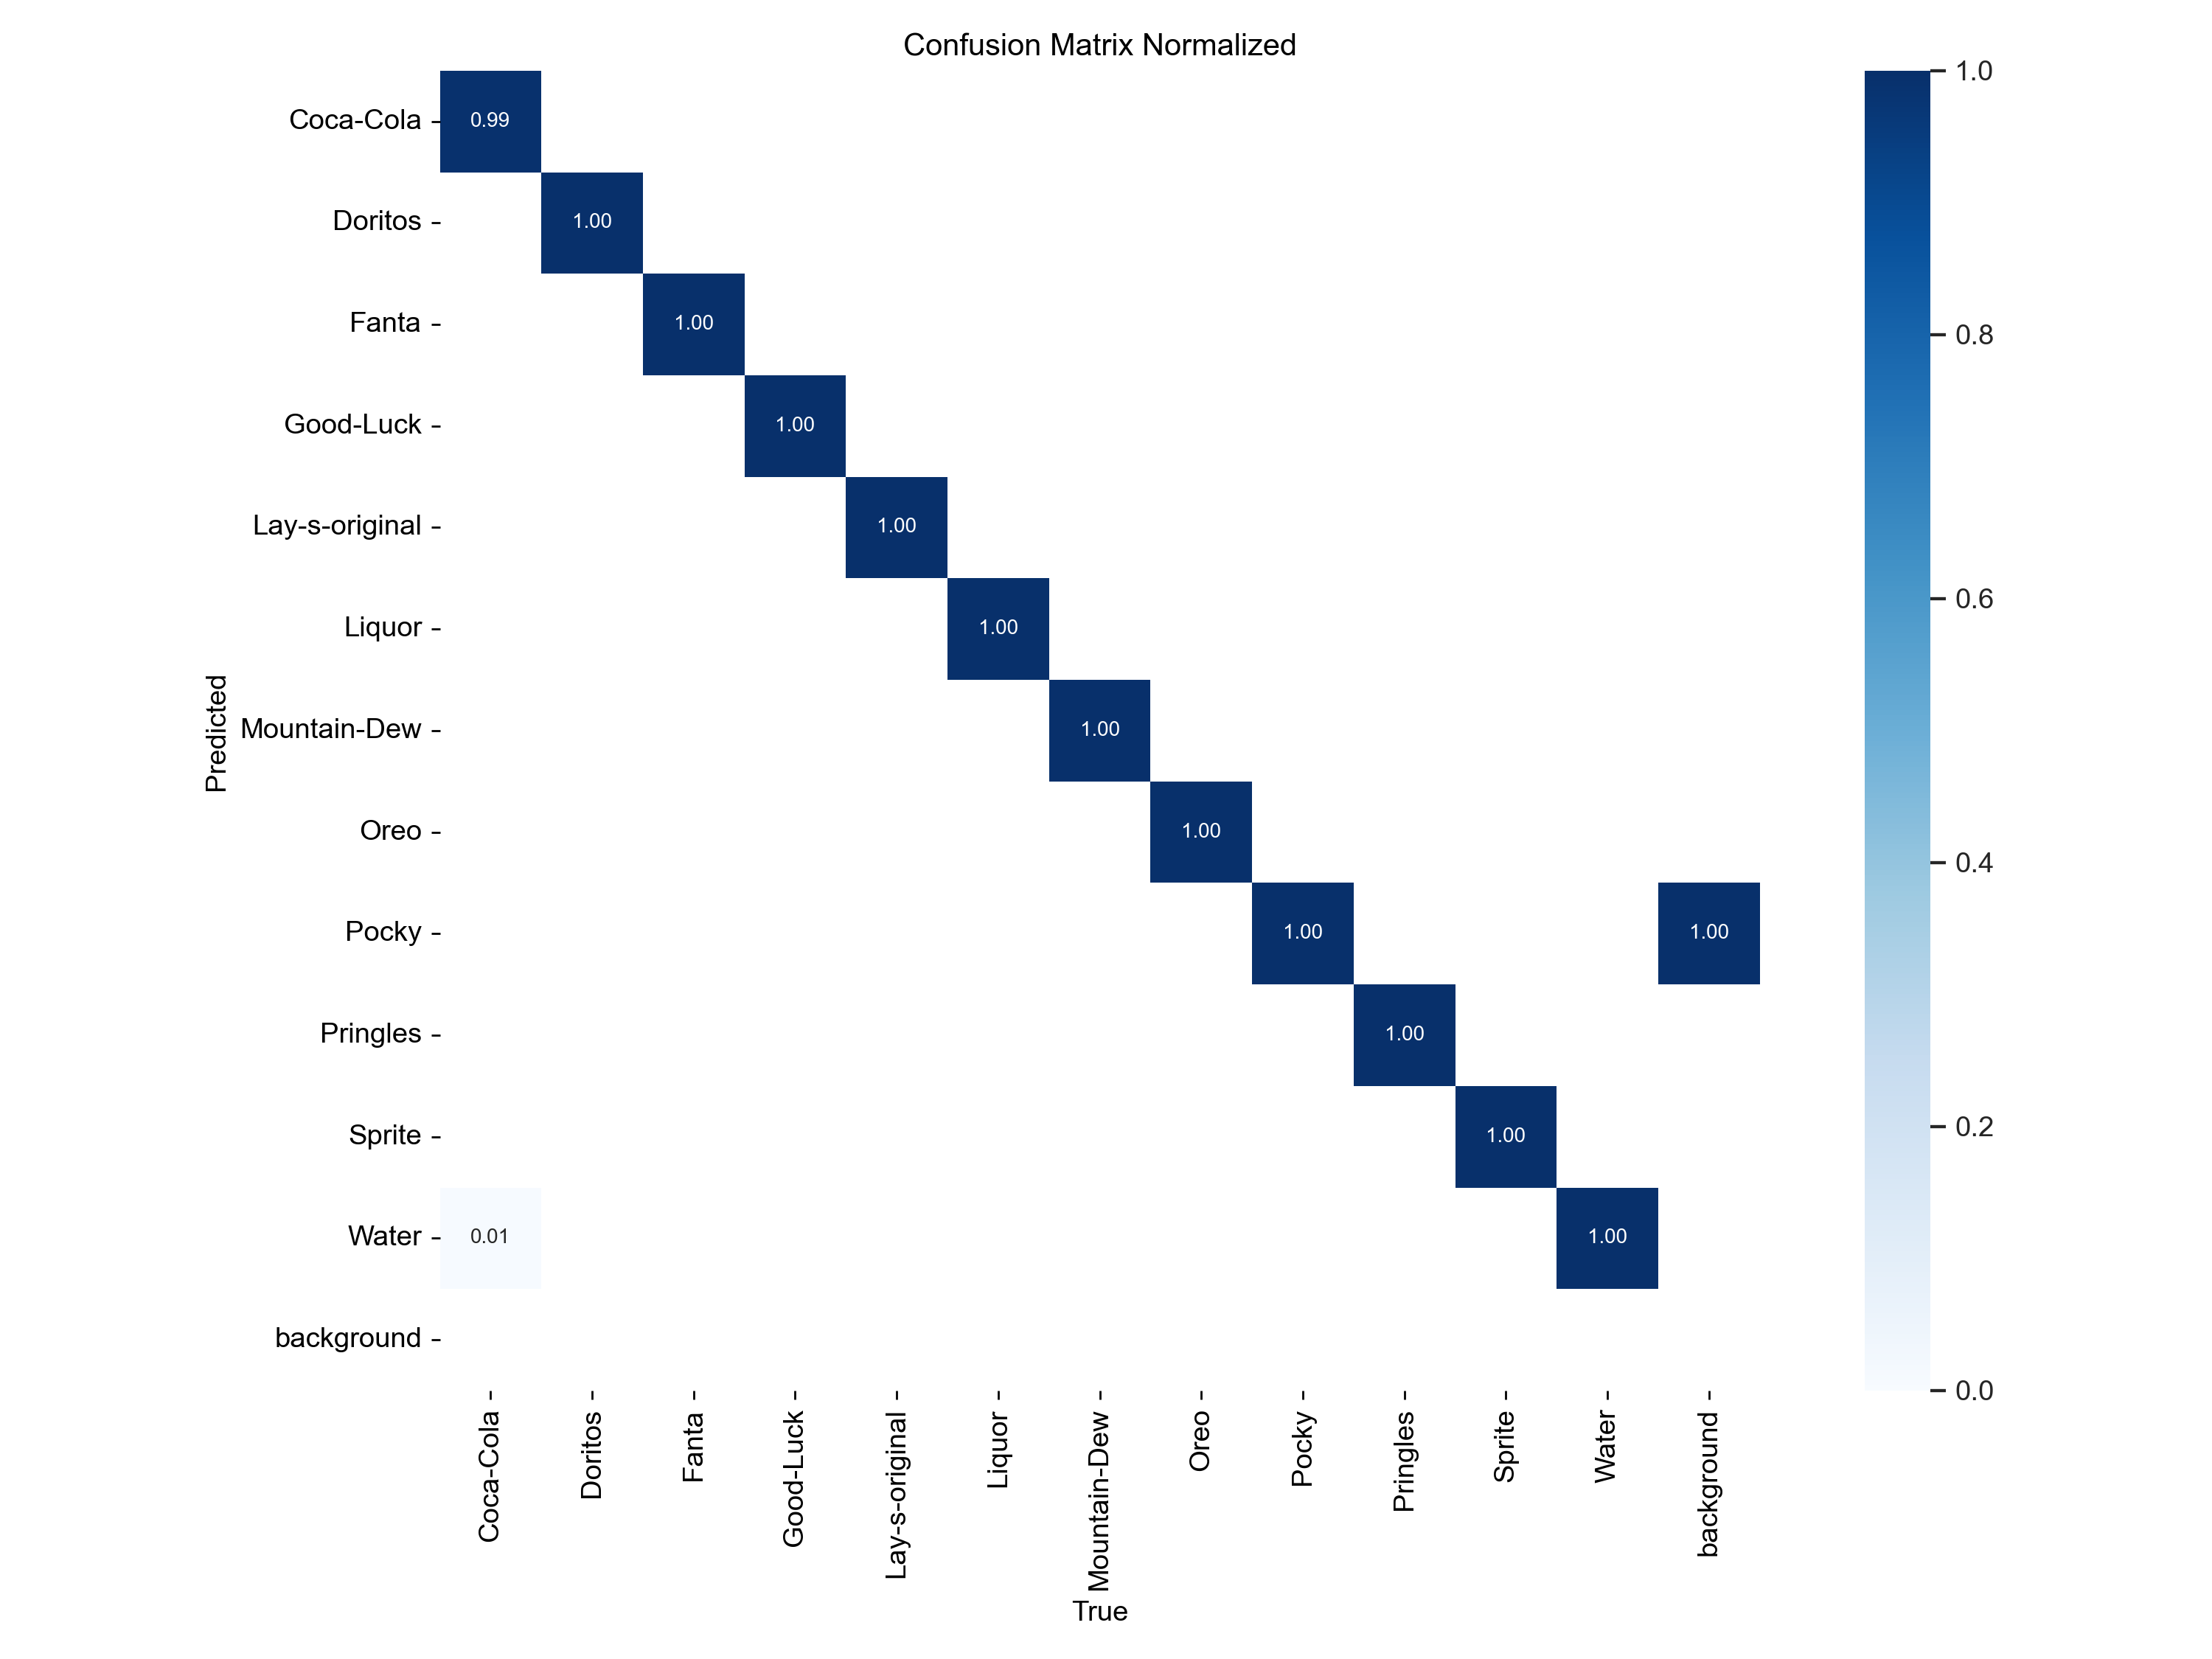 Confusion Matrix Normalized
Coca-Cola
Doritos
Fanta
Good-Luck
Lay-s-original
Liquor
Mountain-Dew
Oreo
Pocky
Pringles
Sprite
Water
background
Predicted
0.99
1.00
1.00
1.00
1.00
1.00
1.00
1.00
1.00 1.00
1.00
1.00
0.01 1.00
Coca-Cola
Doritos
Fanta
Good-Luck
Lay-s-original
Liquor
Mountain-Dew
Oreo
Pocky
Pringles
Sprite
Water
background
True
1.0
0.8
0.6
0.4
0.2
0.0